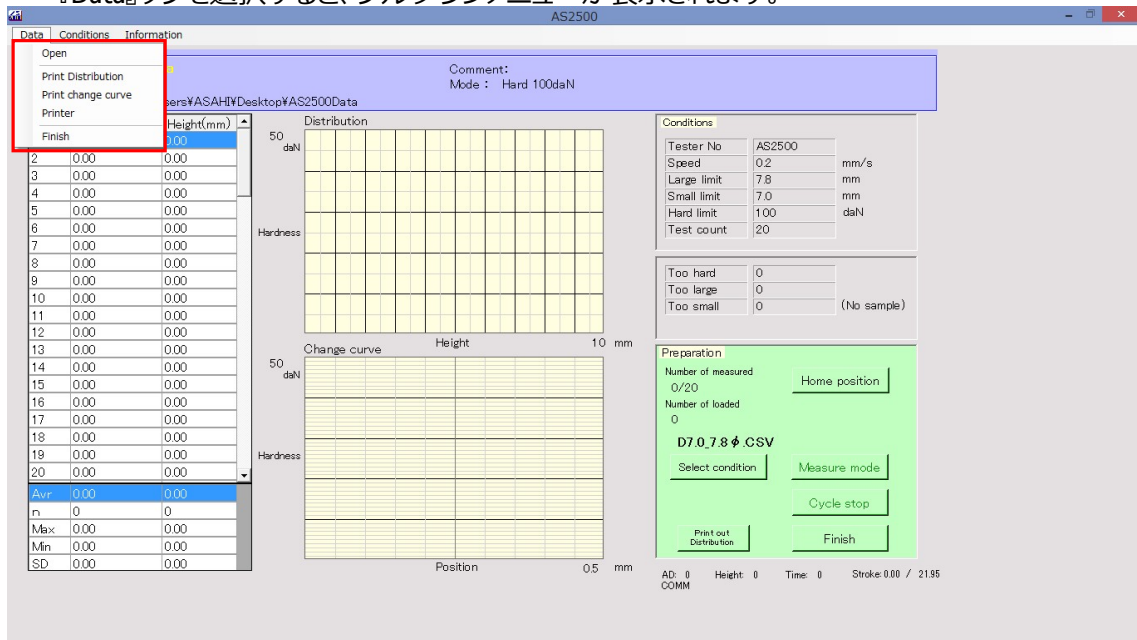 『Data』タブを選択すると、プルダウンメニューが表示されます。
AS2500
Data Conditions Information
Open
Print Distribution
Print change curve
Printer
Finish
Comment:
Mode : Hard 100daN
sers¥ASAHI¥Desktop¥AS2500Data
Height(mm)
0.00
2 0.00 0.00
3 0.00 0.00
4 0.00 0.00
5 0.00 0.00
6 0.00 0.00
7 0.00 0.00
8 0.00 0.00
9 0.00 0.00
10 0.00 0.00
11 0.00 0.00
12 0.00 0.00
13 0.00 0.00
14 0.00 0.00
15 0.00 0.00
16 0.00 0.00
17 0.00 0.00
18 0.00 0.00
19 0.00 0.00
20 0.00 0.00
Avr 0.00 0.00
n 0 0
Max 0.00 0.00
Min 0.00 0.00
SD 0.00 0.00
Distribution
50
daN
Hardness
Height 10 mm
Change curve
50
daN
Hardness
Position 0.5 mm
Conditions
Tester No AS2500
Speed 0.2 mm/s
Large limit 7.8 mm
Small limit 7.0 mm
Hard limit 100 daN
Test count 20
Too hard 0
Too large 0
Too small 0 (No sample)
Preparation
Number of measured
0/20
Home position
Number of loaded
0
D7.0_7.8φ.CSV
Select condition Measure mode
Cycle stop
Print out
Distribution
Finish
AD: 0 Height: 0 Time: 0 Stroke: 0.00 / 21.95
COMM